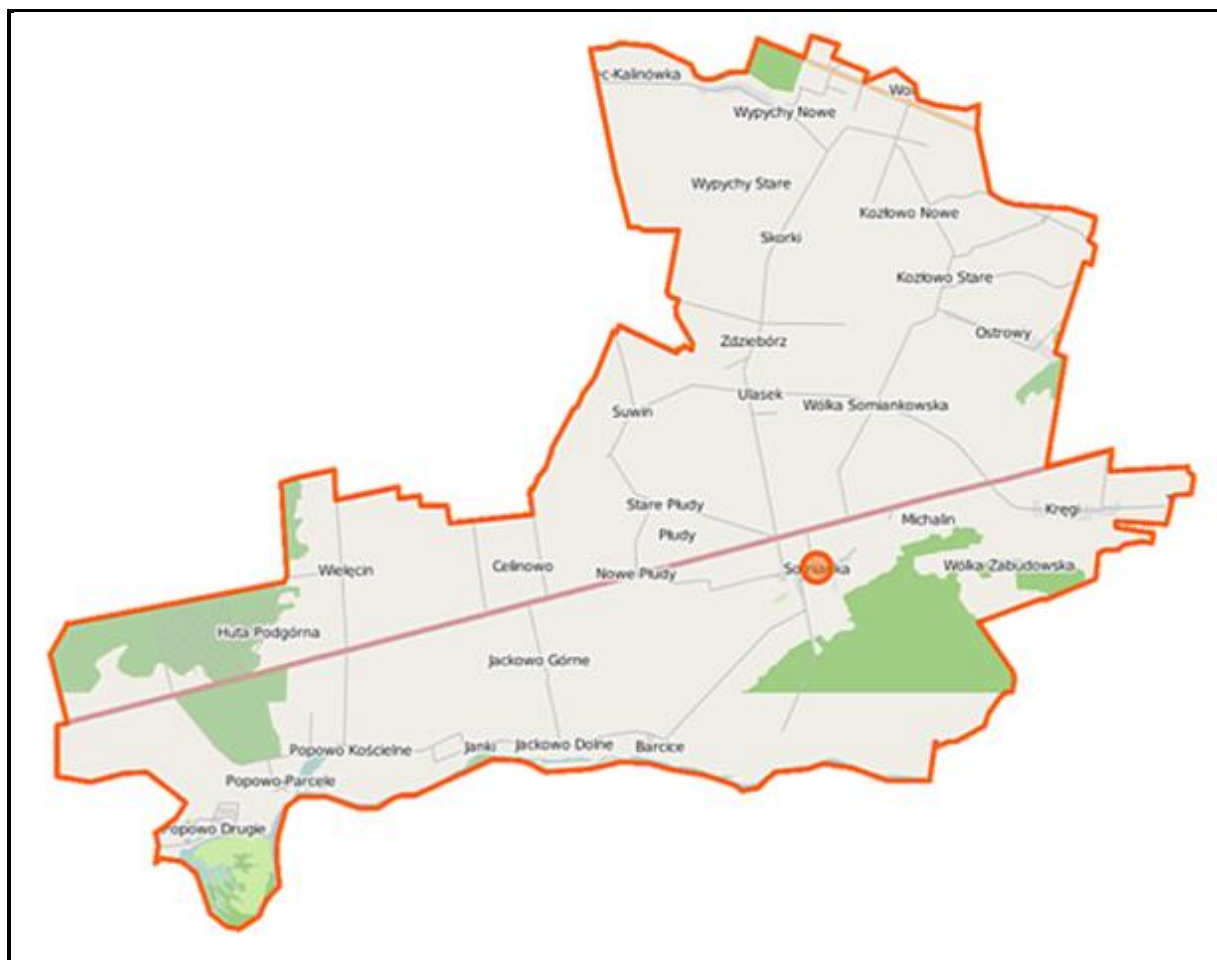 c-Kalinówka
Wypychy Nowe
Wypychy Stare
Kozłowo Nowe
Skorki
Kozłowo Stare
Ostrowy
Zdziebórz
Ulasek
Wólka Somiankowska
Suwin
Stare Płudy
Kręgi
Michalin
Płudy
Wielęcin
Celinowo
Nowe Płudy
Somianka
Wólka-Zabudowska
Huta Podgórna
Jackowo Górne
Popowo Kościelne
Janki
Jackowo Dolne
Barcice
Popowo-Parcele
Popowo Drugie